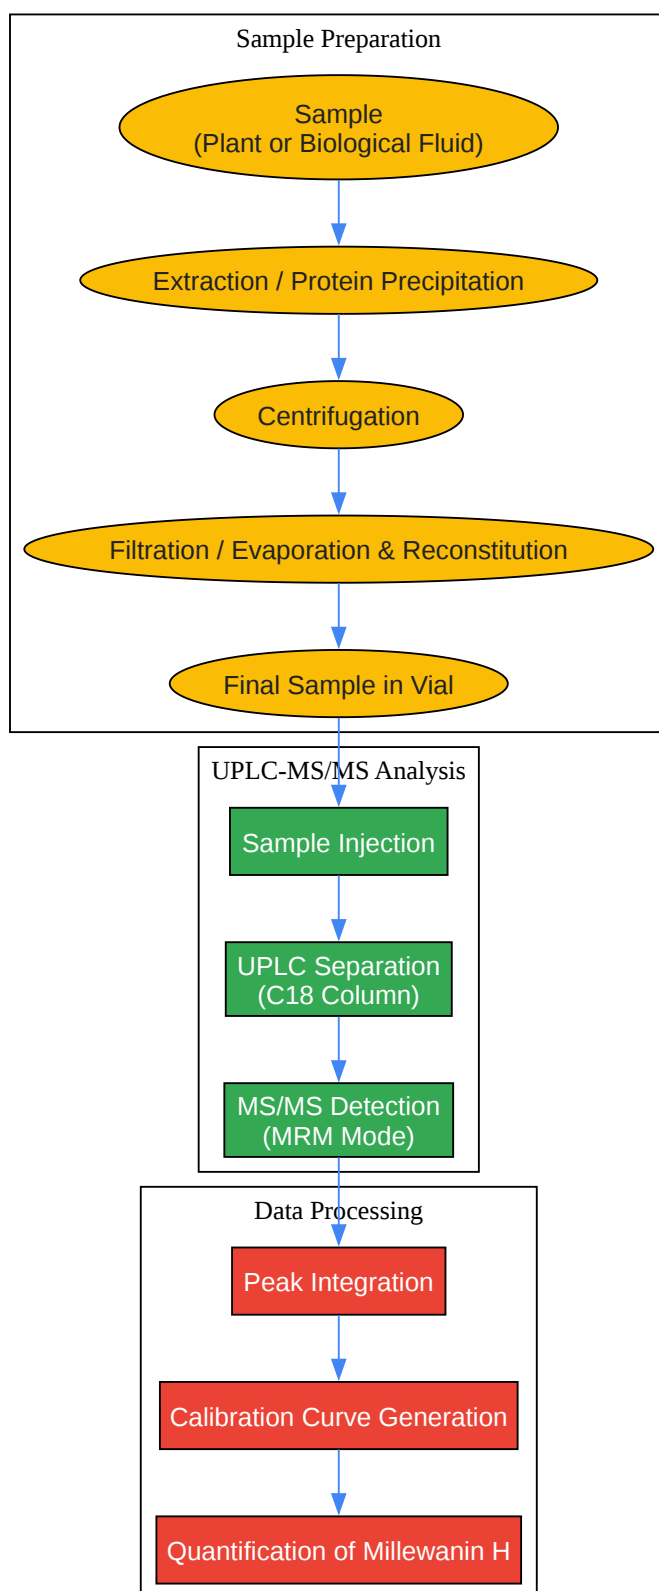 Sample Preparation
Sample
(Plant or Biological Fluid)
Extraction / Protein Precipitation
Centrifugation
Filtration / Evaporation & Reconstitution
Final Sample in Vial
UPLC-MS/MS Analysis
Sample Injection
UPLC Separation
(C18 Column)
MS/MS Detection
(MRM Mode)
Data Processing
Peak Integration
Calibration Curve Generation
Quantification of Millewanin H